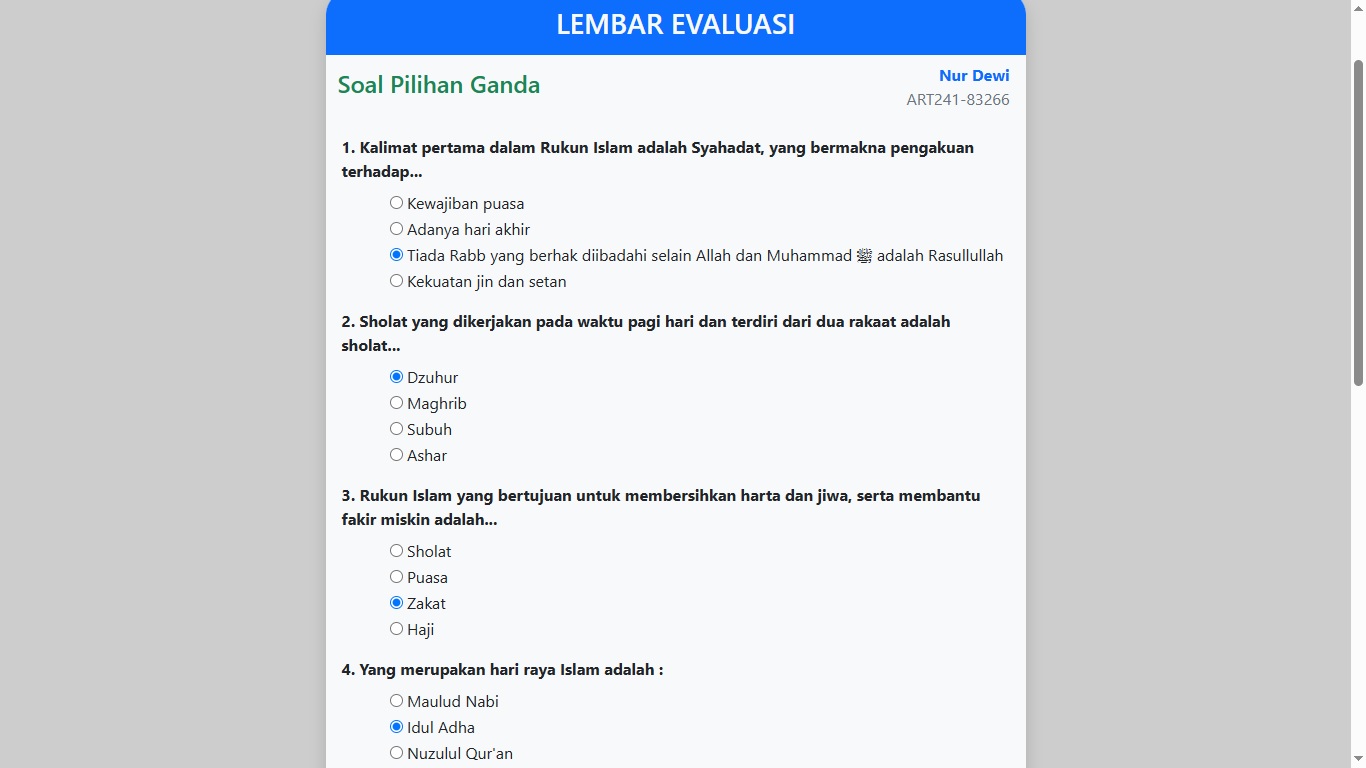 LEMBAR EVALUASI
Soal Pilihan Ganda
Nur Dewi
ART241-83266
1. Kalimat pertama dalam Rukun Islam adalah Syahadat, yang bermakna pengakuan
terhadap...
Kewajiban puasa
Adanya hari akhir
Tiada Rabb yang berhak diibadahi selain Allah dan Muhammad ﷺ adalah Rasullullah
Kekuatan jin dan setan
2. Sholat yang dikerjakan pada waktu pagi hari dan terdiri dari dua rakaat adalah
sholat...
Dzuhur
Maghrib
Subuh
Ashar
3. Rukun Islam yang bertujuan untuk membersihkan harta dan jiwa, serta membantu
fakir miskin adalah...
Sholat
Puasa
Zakat
Haji
4. Yang merupakan hari raya Islam adalah :
Maulud Nabi
Idul Adha
Nuzulul Qur'an